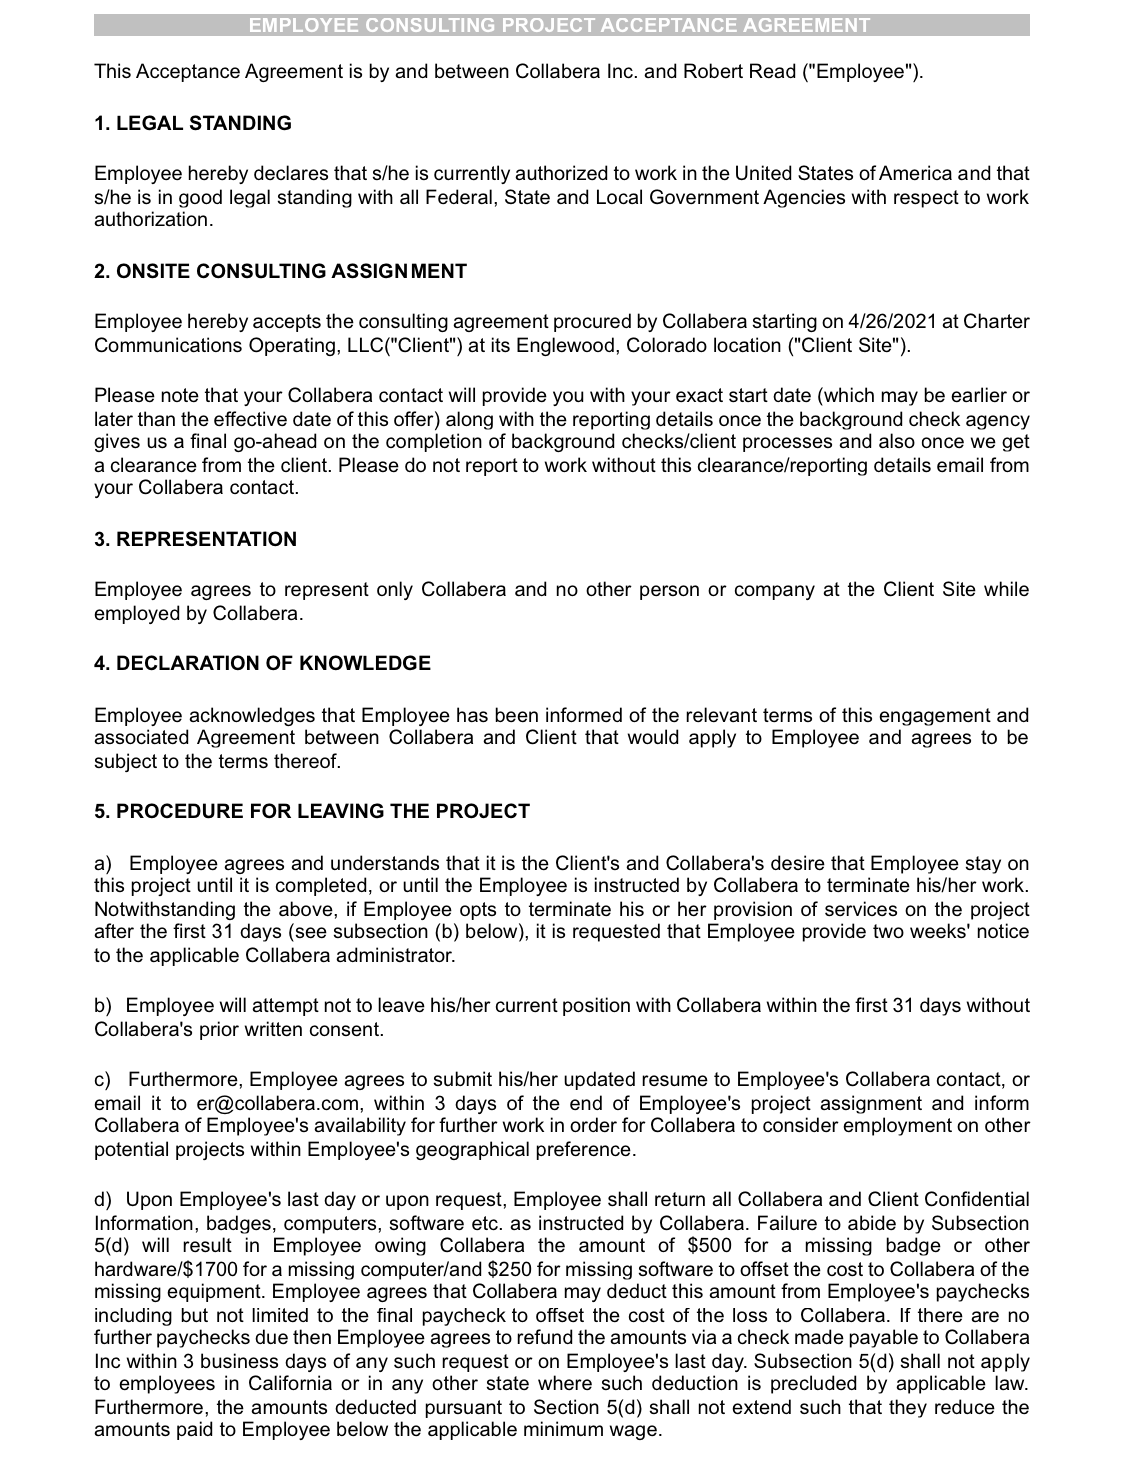 EMPLOYEE CONSULTING PROJECT ACCEPTANCE AGREEMENT
This Acceptance Agreement is by and between Collabera Inc. and Robert Read ("Employee").
1. LEGAL STANDING
Employee hereby declares that s/he is currently authorized to work in the United States of America and that
s/he is in good legal standing with all Federal, State and Local Government Agencies with respect to work
authorization.
2. ONSITE CONSULTING ASSIGNMENT
Employee hereby accepts the consulting agreement procured by Collabera starting on 4/26/2021 at Charter
Communications Operating, LLC("Client") at its Englewood, Colorado location ("Client Site").
Please note that your Collabera contact will provide you with your exact start date (which may be earlier or
later than the effective date of this offer) along with the reporting details once the background check agency
gives us a final go-ahead on the completion of background checks/client processes and also once we get
a clearance from the client. Please do not report to work without this clearance/reporting details email from
your Collabera contact.
3. REPRESENTATION
Employee agrees to represent only Collabera and no other person or company at the Client Site while
employed by Collabera.
4. DECLARATION OF KNOWLEDGE
Employee acknowledges that Employee has been informed of the relevant terms of this engagement and
associated Agreement between Collabera and Client that would apply to Employee and agrees to be
subject to the terms thereof.
5. PROCEDURE FOR LEAVING THE PROJECT
a) Employee agrees and understands that it is the Client's and Collabera's desire that Employee stay on
this project until it is completed, or until the Employee is instructed by Collabera to terminate his/her work.
Notwithstanding the above, if Employee opts to terminate his or her provision of services on the project
after the first 31 days (see subsection (b) below), it is requested that Employee provide two weeks' notice
to the applicable Collabera administrator.
b) Employee will attempt not to leave his/her current position with Collabera within the first 31 days without
Collabera's prior written consent.
c) Furthermore, Employee agrees to submit his/her updated resume to Employee's Collabera contact, or
email it to er@collabera.com, within 3 days of the end of Employee's project assignment and inform
Collabera of Employee's availability for further work in order for Collabera to consider employment on other
potential projects within Employee's geographical preference.
d) Upon Employee's last day or upon request, Employee shall return all Collabera and Client Confidential
Information, badges, computers, software etc. as instructed by Collabera. Failure to abide by Subsection
5(d) will result in Employee owing Collabera the amount of $500 for a missing badge or other
hardware/$1700 for a missing computer/and $250 for missing software to offset the cost to Collabera of the
missing equipment. Employee agrees that Collabera may deduct this amount from Employee's paychecks
including but not limited to the final paycheck to offset the cost of the loss to Collabera. If there are no
further paychecks due then Employee agrees to refund the amounts via a check made payable to Collabera
Inc within 3 business days of any such request or on Employee's last day. Subsection 5(d) shall not apply
to employees in California or in any other state where such deduction is precluded by applicable law.
Furthermore, the amounts deducted pursuant to Section 5(d) shall not extend such that they reduce the
amounts paid to Employee below the applicable minimum wage.